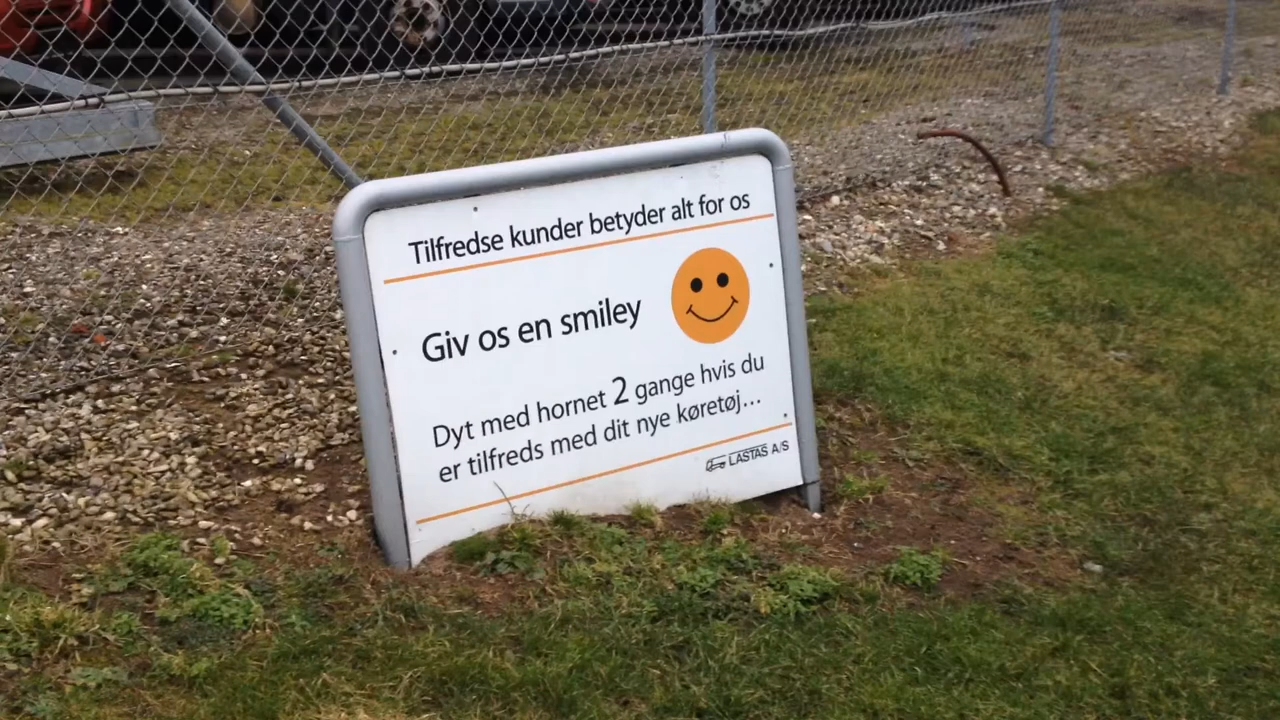 Tilfredse kunder betyder alt for os
Giv os en smiley
Dyt med hornet 2 gange hvis du
er tilfreds med dit nye køretøj...
LASTAS A/S